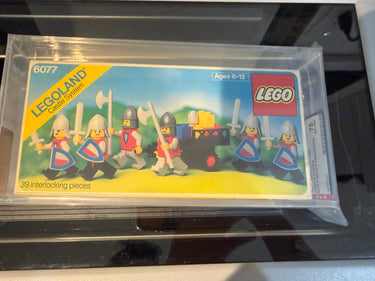 6077
LEGOLAND
Castle System
Ages 6-12
LEGO
39 interlocking pieces